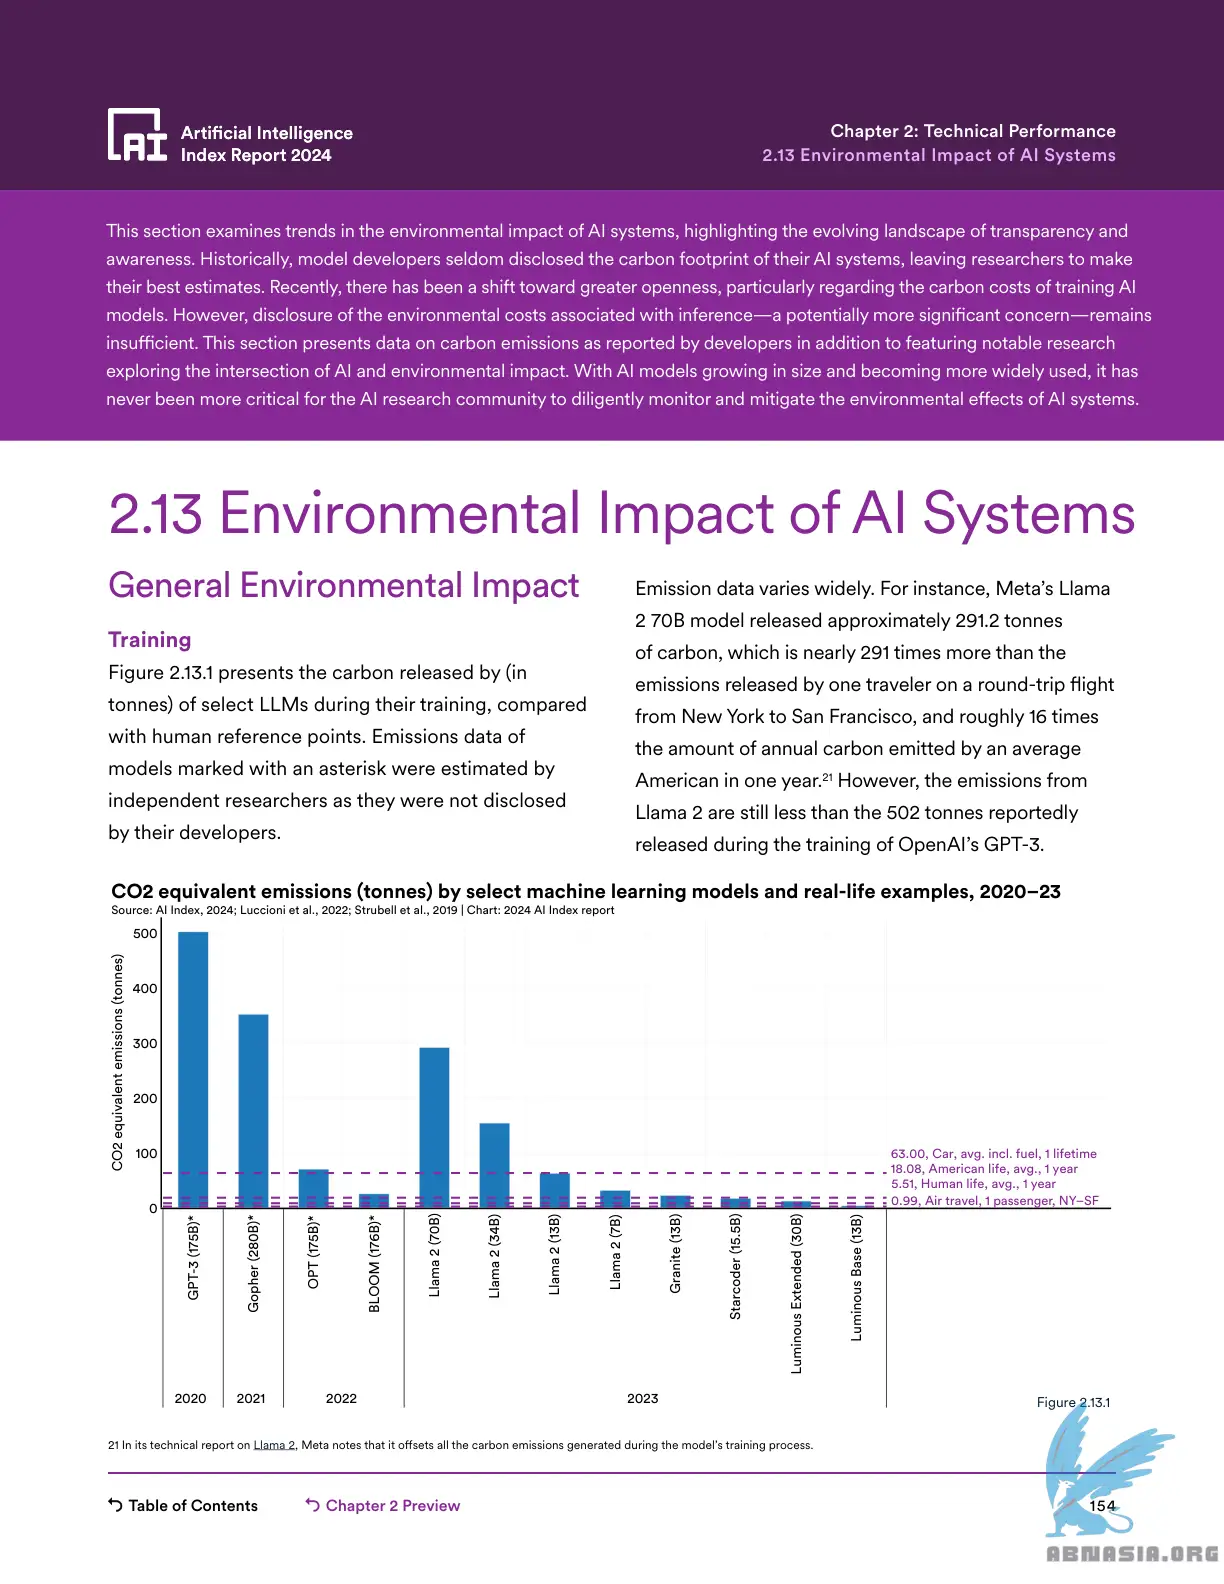 AI
Artificial Intelligence
Index Report 2024
Chapter 2: Technical Performance
2.13 Environmental Impact of AI Systems
This section examines trends in the environmental impact of AI systems, highlighting the evolving landscape of transparency and
awareness. Historically, model developers seldom disclosed the carbon footprint of their AI systems, leaving researchers to make
their best estimates. Recently, there has been a shift toward greater openness, particularly regarding the carbon costs of training AI
models. However, disclosure of the environmental costs associated with inference—a potentially more significant concern—remains
insufficient. This section presents data on carbon emissions as reported by developers in addition to featuring notable research
exploring the intersection of AI and environmental impact. With AI models growing in size and becoming more widely used, it has
never been more critical for the AI research community to diligently monitor and mitigate the environmental effects of AI systems.
2.13 Environmental Impact of AI Systems
General Environmental Impact
Training
Figure 2.13.1 presents the carbon released by (in
tonnes) of select LLMs during their training, compared
with human reference points. Emissions data of
models marked with an asterisk were estimated by
independent researchers as they were not disclosed
by their developers.
Emission data varies widely. For instance, Meta's Llama
2 70B model released approximately 291.2 tonnes
of carbon, which is nearly 291 times more than the
emissions released by one traveler on a round-trip flight
from New York to San Francisco, and roughly 16 times
the amount of annual carbon emitted by an average
American in one year.21 However, the emissions from
Llama 2 are still less than the 502 tonnes reportedly
released during the training of OpenAI's GPT-3.
CO2 equivalent emissions (tonnes) by select machine learning models and real-life examples, 2020–23
Source: AI Index, 2024; Luccioni et al., 2022; Strubell et al., 2019 | Chart: 2024 AI Index report
CO2 equivalent emissions (tonnes)
500
400
300
200
100
0
63.00, Car, avg. incl. fuel, 1 lifetime
18.08, American life, avg., 1 year
5.51, Human life, avg., 1 year
0.99, Air travel, 1 passenger, NY–SF
GPT-3 (175B)*
Gopher (280B)*
OPT (175B)*
BLOOM (176B)*
Llama 2 (70B)
Llama 2 (34B)
Llama 2 (13B)
Llama 2 (7B)
Granite (13B)
Starcoder (15.5B)
Luminous Extended (30B)
Luminous Base (13B)
2020
2021
2022
2023
Figure 2.13.1
21 In its technical report on Llama 2, Meta notes that it offsets all the carbon emissions generated during the model's training process.
Table of Contents
Chapter 2 Preview
154
ABNASIA.ORG